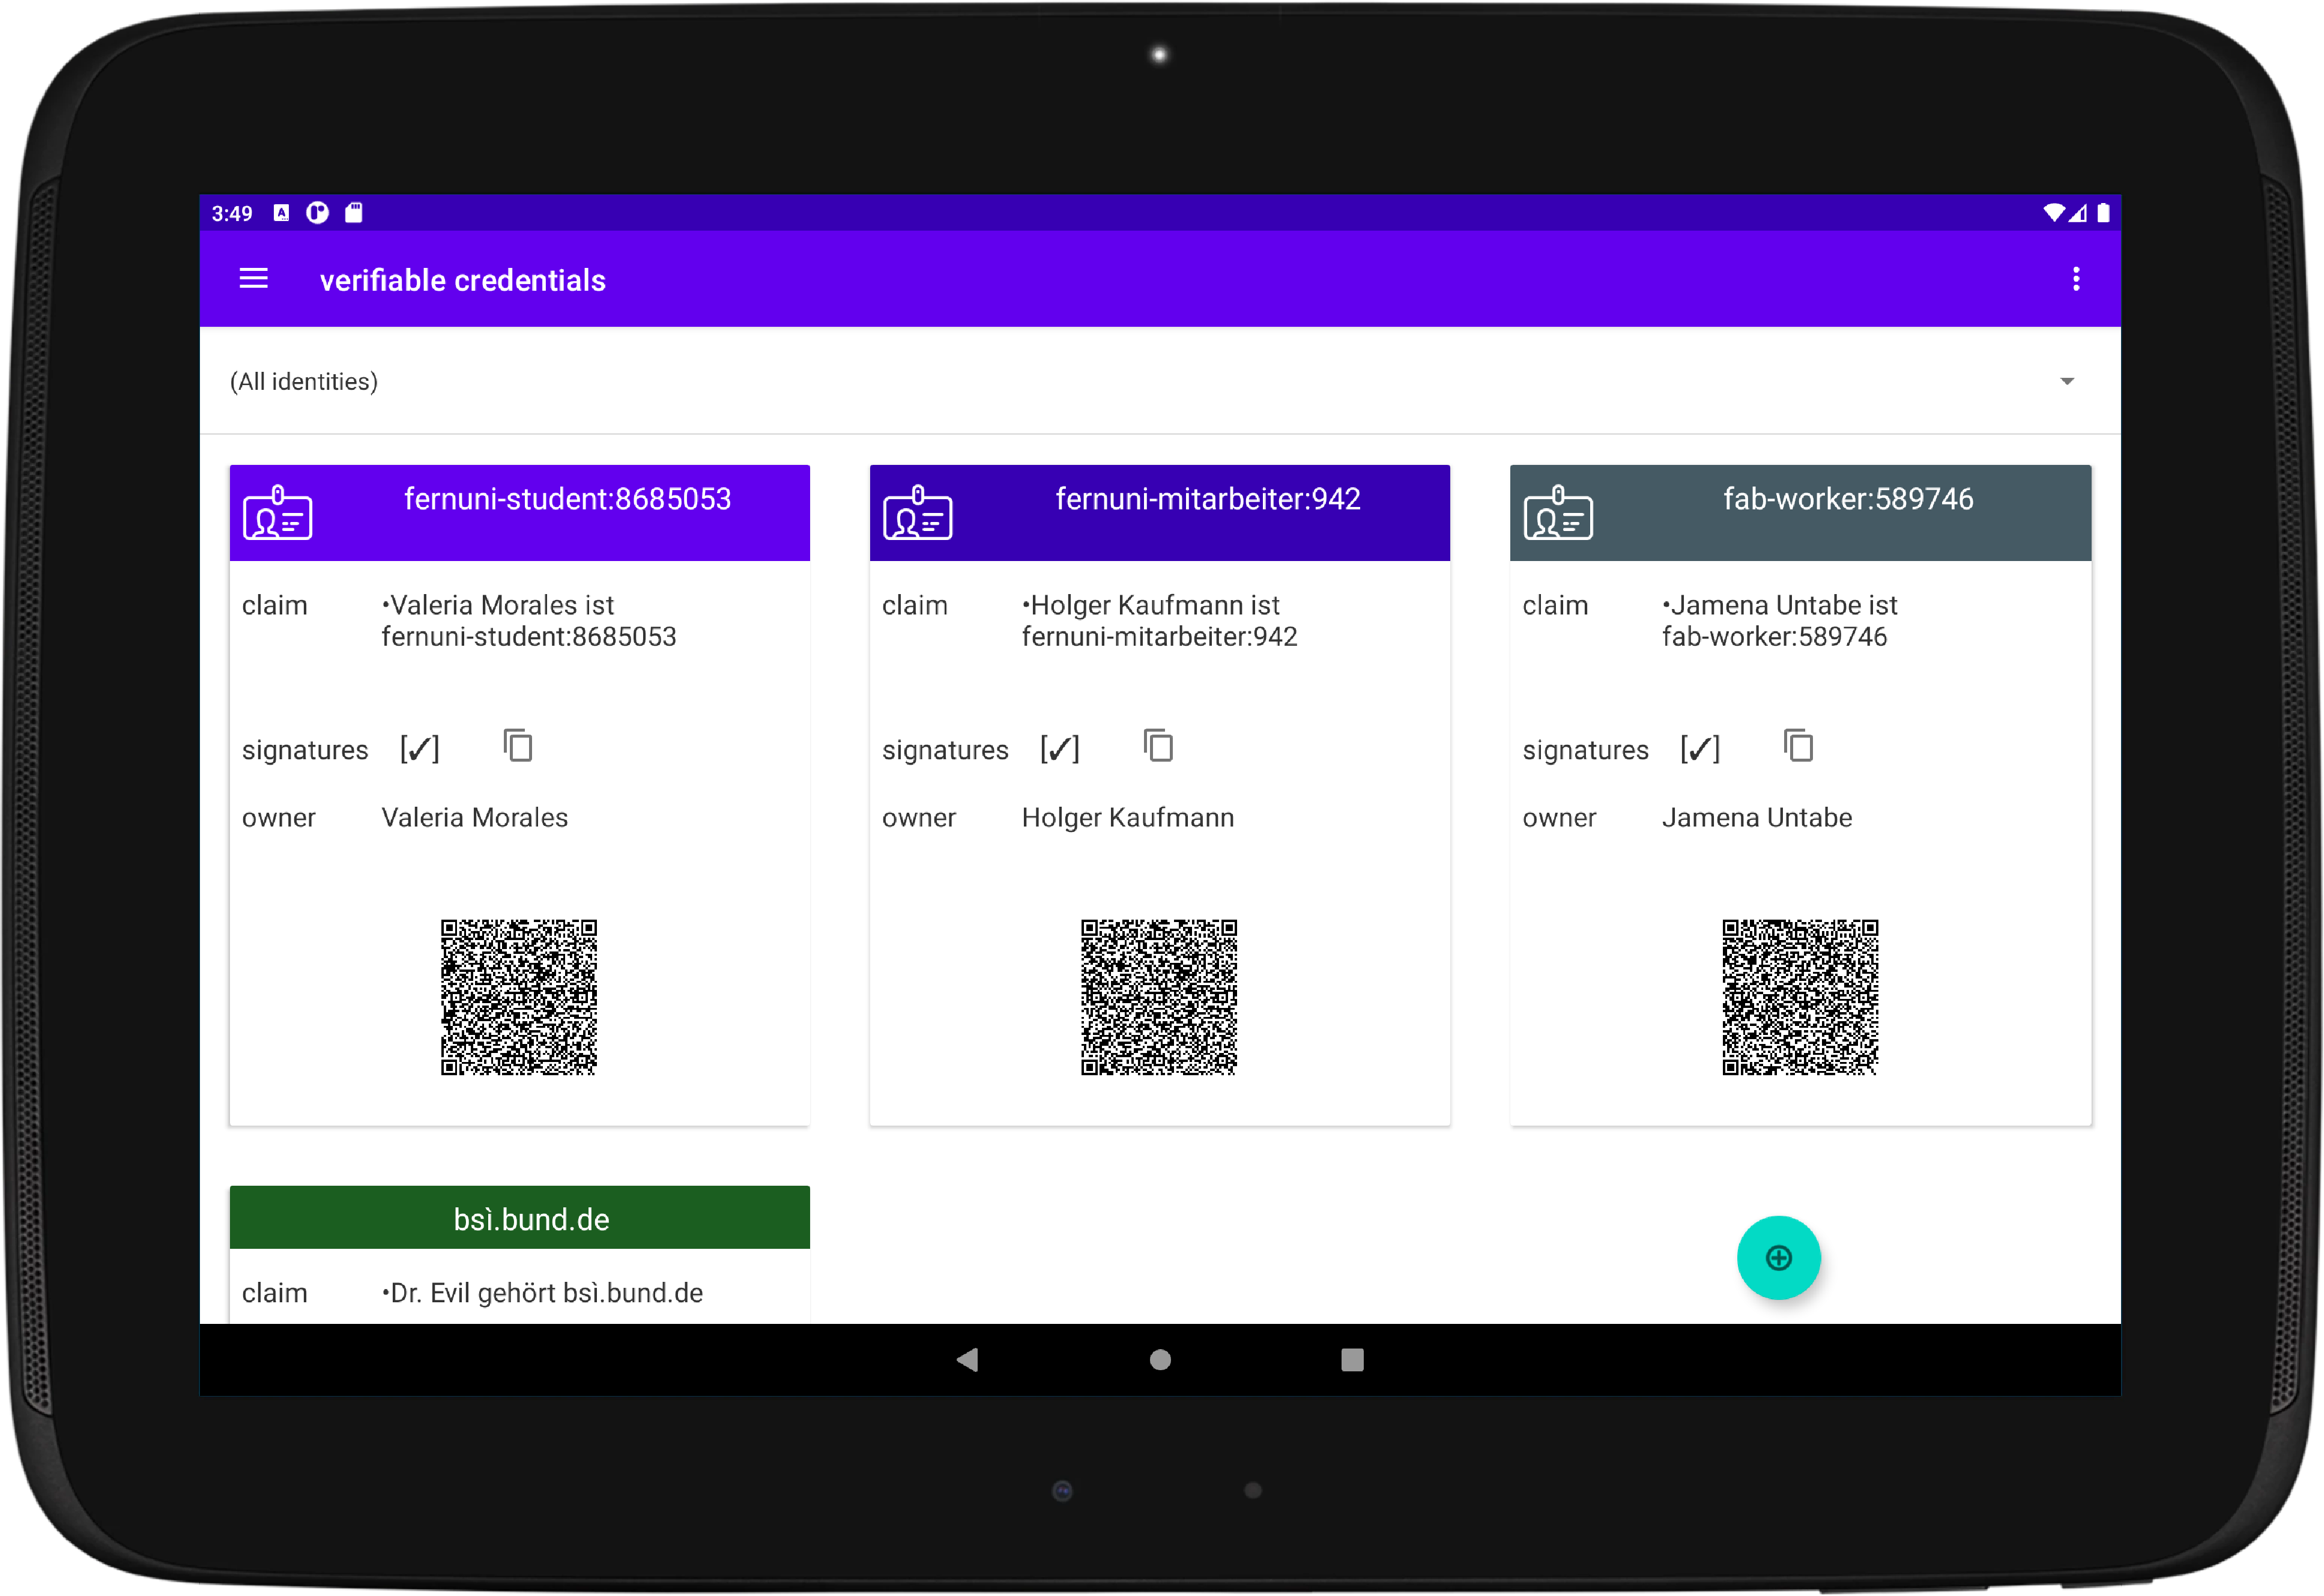 3:49
verifiable credentials
(All identities)
fernuni-student:8685053
claim
•Valeria Morales ist
fernuni-student:8685053
signatures [✓]
owner Valeria Morales
fernuni-mitarbeiter:942
claim
•Holger Kaufmann ist
fernuni-mitarbeiter:942
signatures [✓]
owner Holger Kaufmann
fab-worker:589746
claim
•Jamena Untabe ist
fab-worker:589746
signatures [✓]
owner Jamena Untabe
bsì.bund.de
claim •Dr. Evil gehört bsì.bund.de